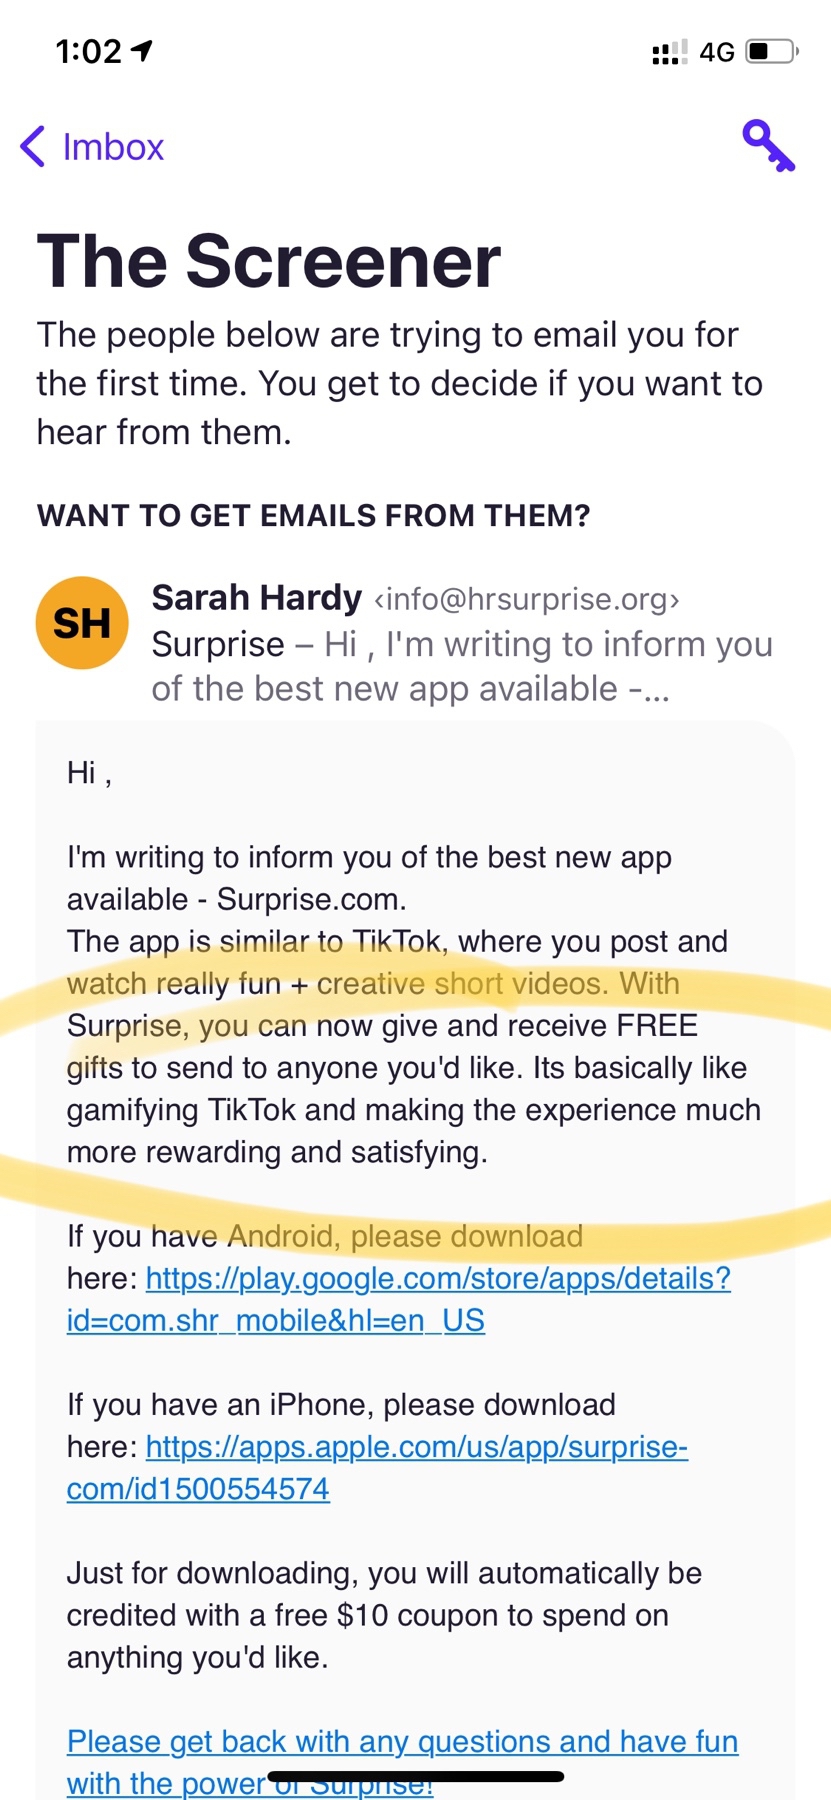 1:02
4G
Imbox
The Screener
The people below are trying to email you for
the first time. You get to decide if you want to
hear from them.
WANT TO GET EMAILS FROM THEM?
SH
Sarah Hardy <info@hrsurprise.org>
Surprise – Hi , I'm writing to inform you
of the best new app available -...
Hi ,
I'm writing to inform you of the best new app
available - Surprise.com.
The app is similar to TikTok, where you post and
watch really fun + creative short videos. With
Surprise, you can now give and receive FREE
gifts to send to anyone you'd like. Its basically like
gamifying TikTok and making the experience much
more rewarding and satisfying.
If you have Android, please download
here: https://play.google.com/store/apps/details?
id=com.shr_mobile&hl=en_US
If you have an iPhone, please download
here: https://apps.apple.com/us/app/surprise-
com/id1500554574
Just for downloading, you will automatically be
credited with a free $10 coupon to spend on
anything you'd like.
Please get back with any questions and have fun
with the power of Surprise!